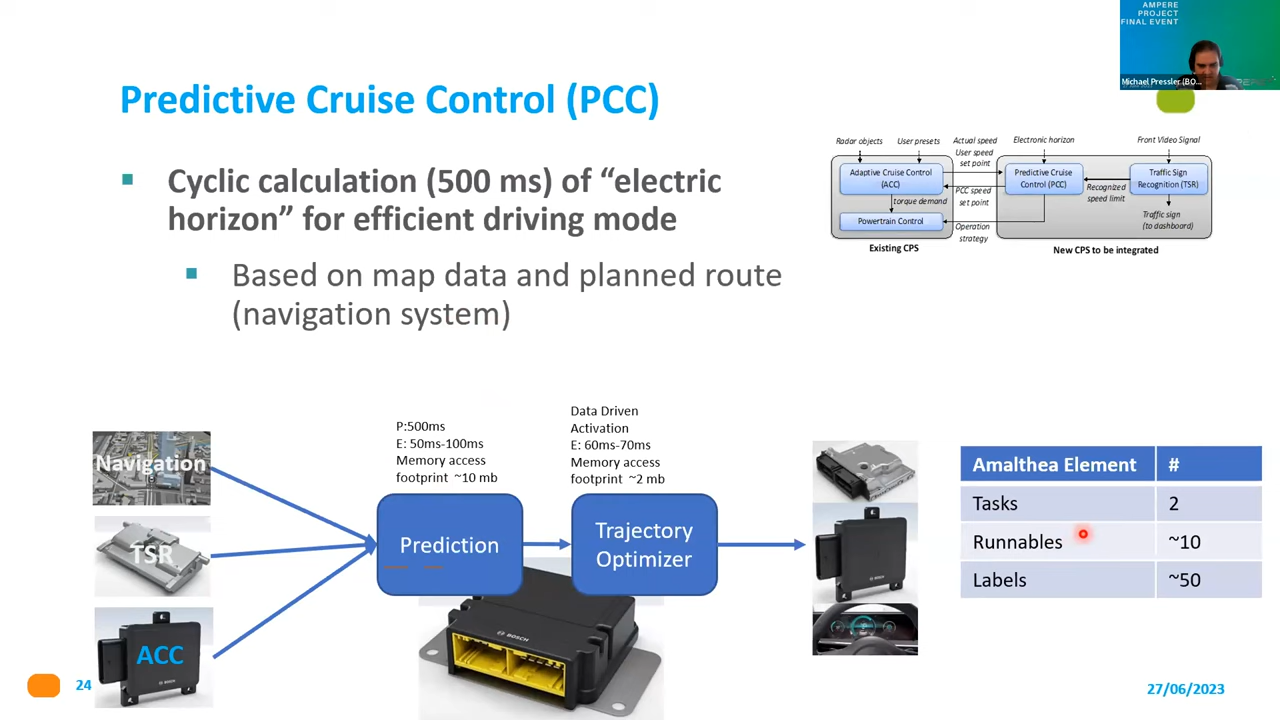 AMPERE
PROJECT
FINAL EVENT
Michael Pressler (BO...
Predictive Cruise Control (PCC)
Cyclic calculation (500 ms) of “electric
horizon” for efficient driving mode
Based on map data and planned route
(navigation system)
Radar objects
User presets
Actual speed
User speed
set point
Electronic horizon
Front Video Signal
Adaptive Cruise Control
(ACC)
PCC speed
set point
Predictive Cruise
Control (PCC)
Recognized
speed limit
Traffic Sign
Recognition (TSR)
torque demand
Powertrain Control
Operation
strategy
Traffic sign
(to dashboard)
Existing CPS
New CPS to be integrated
Navigation
TSR
ACC
P:500ms
E: 50ms-100ms
Memory access
footprint ~10 mb
Data Driven
Activation
E: 60ms-70ms
Memory access
footprint ~2 mb
Prediction
Trajectory
Optimizer
BOSCH
Amalthea Element #
Tasks 2
Runnables ~10
Labels ~50
24
27/06/2023